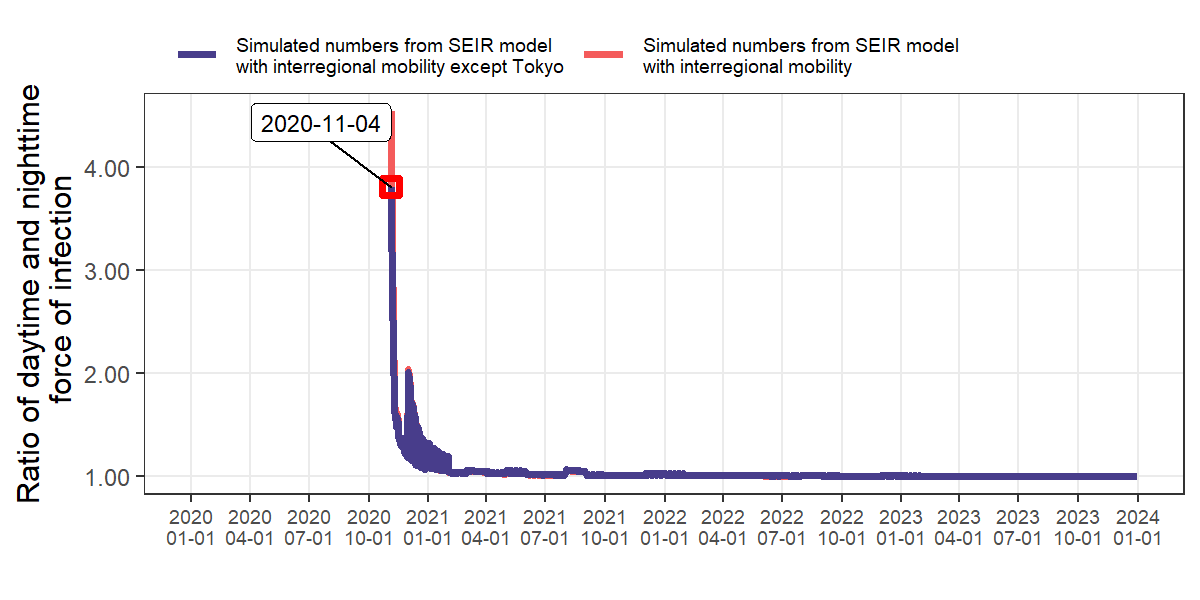 Simulated numbers from SEIR model
with interregional mobility except Tokyo
Simulated numbers from SEIR model
with interregional mobility
Ratio of daytime and nighttime
force of infection
2020-11-04
4.00
3.00
2.00
1.00
2020 2020 2020 2020 2021 2021 2021 2021 2022 2022 2022 2022 2023 2023 2023 2023 2024
01-01 04-01 07-01 10-01 01-01 04-01 07-01 10-01 01-01 04-01 07-01 10-01 01-01 04-01 07-01 10-01 01-01